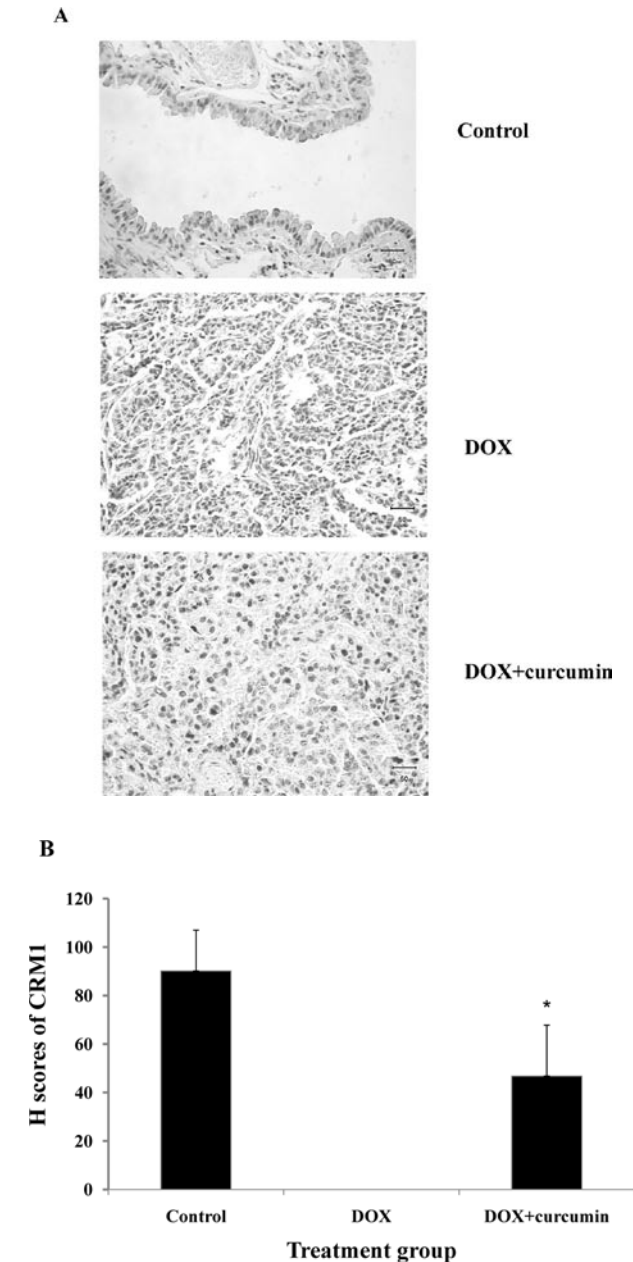 A
Control
DOX
DOX+curcumin
B
H scores of CRM1
120
100
80
60
40
20
0
*
Control DOX DOX+curcumin
Treatment group